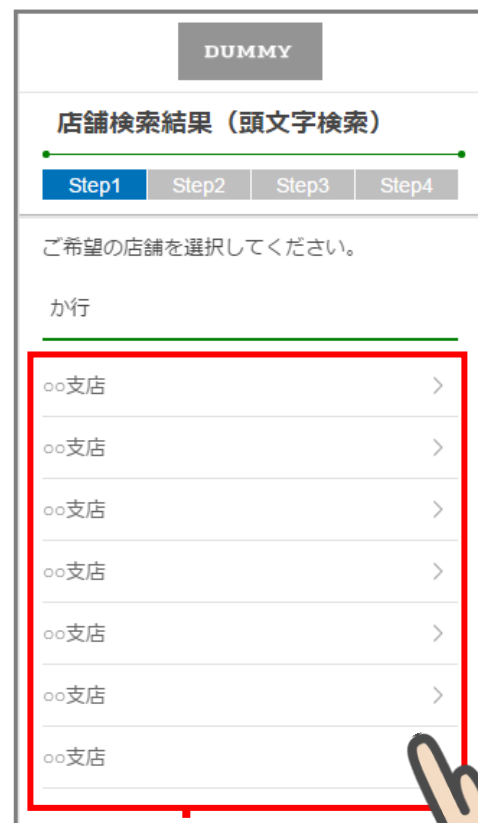 DUMMY
店舗検索結果（頭文字検索）
Step1 Step2 Step3 Step4
ご希望の店舗を選択してください。
か行
○○支店
○○支店
○○支店
○○支店
○○支店
○○支店
○○支店